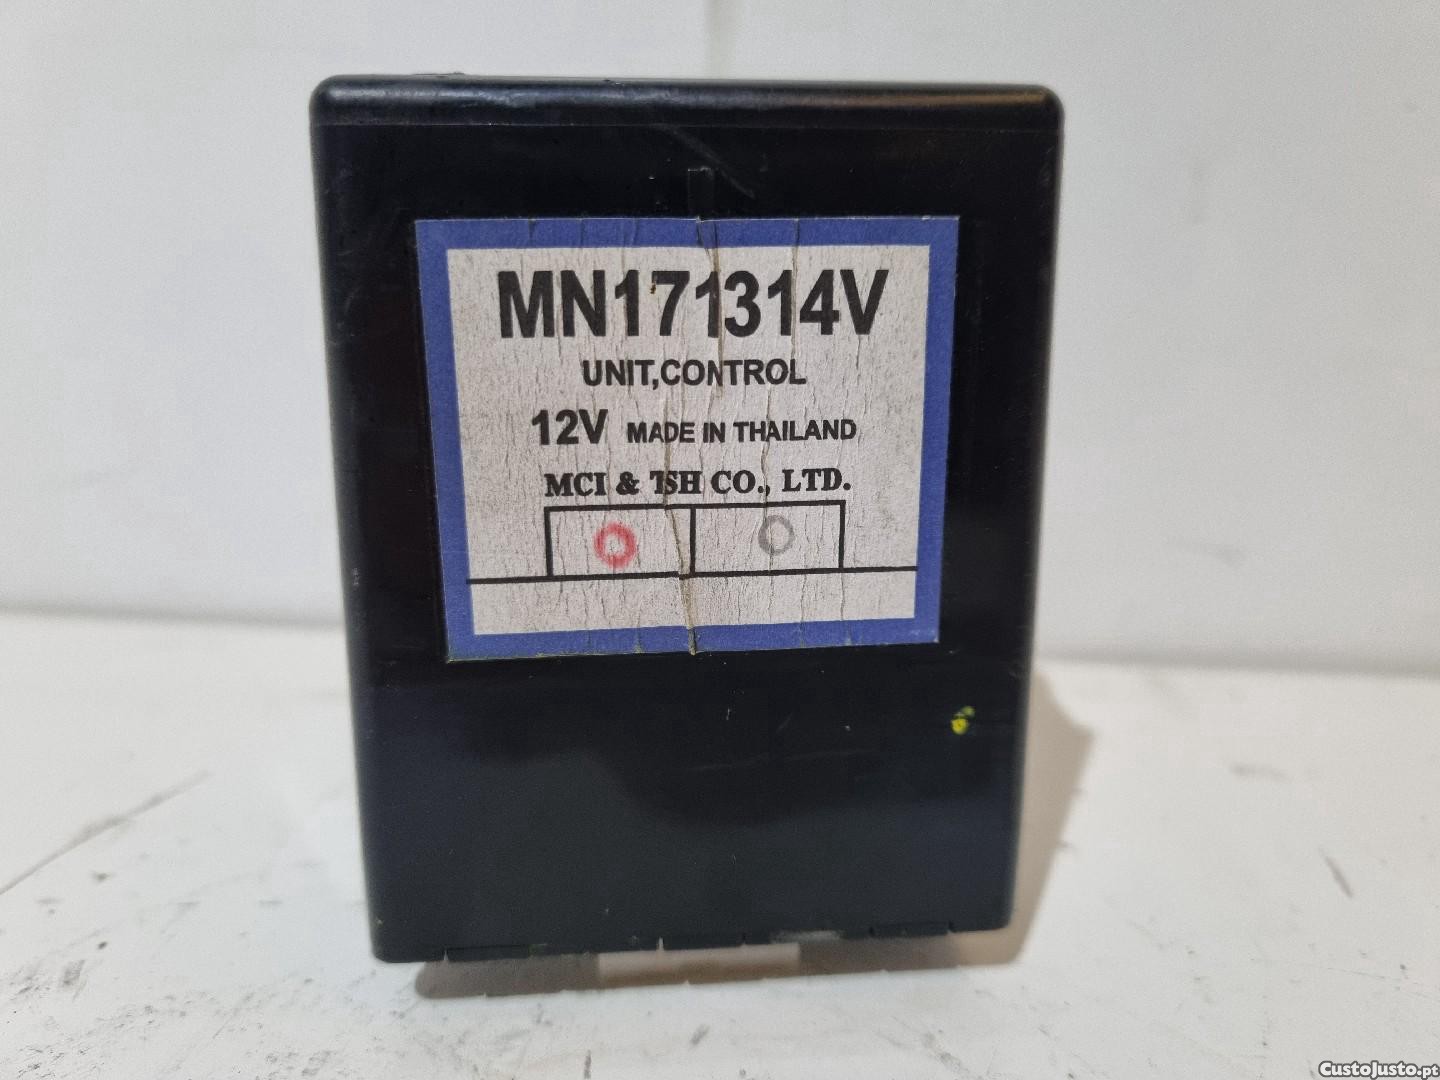 MN171314V
UNIT,CONTROL
12V MADE IN THAILAND
MCI & TSH CO., LTD.
CustoJusto.pt